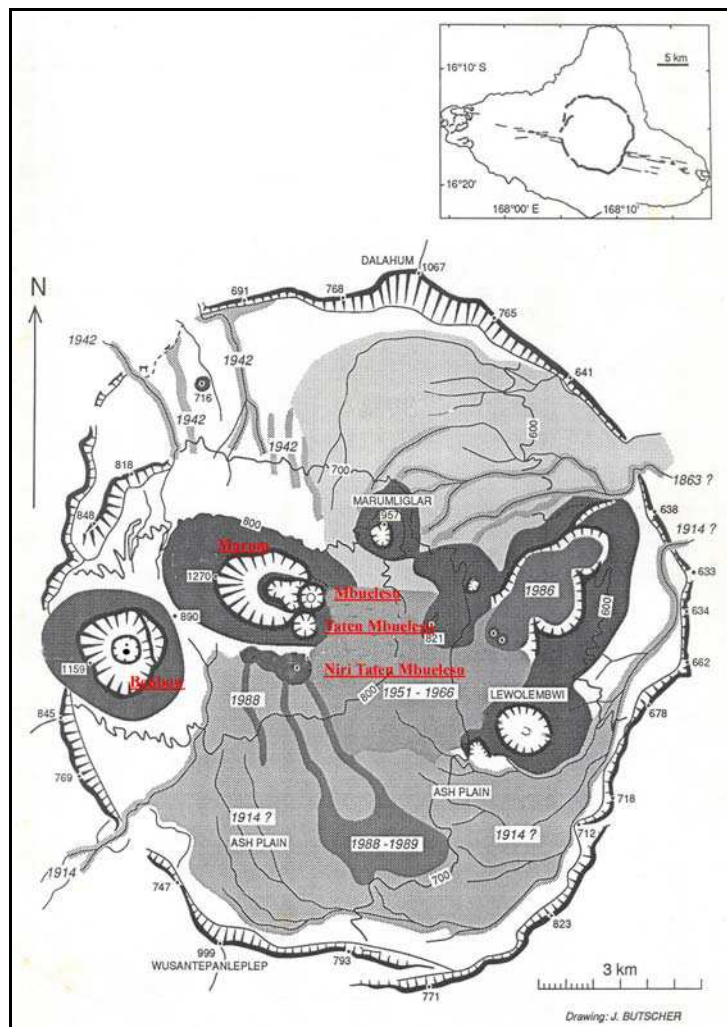 5 km
16°10' S
16°20'
168°00' E
168°10'
DALAHUM
1067
N
691
768
765
1942
1942
641
716
1942
1942
600
818
700
1863 ?
MARUMLIGLAR
848
957
638
800
1914 ?
Marum
1270
Mbuelesu
1986
600
633
890
Taten Mbuelesu
634
821
1159
Niri Taten Mbuelesu
662
1988
800
1951 - 1966
LEWOLEMBWI
845
678
769
ASH PLAIN
718
1914 ?
1914 ?
712
ASH PLAIN
1988 -1989
1914
700
747
823
999
793
WUSANTEPANLEPLEP
771
3 km
Drawing: J. BUTSCHER